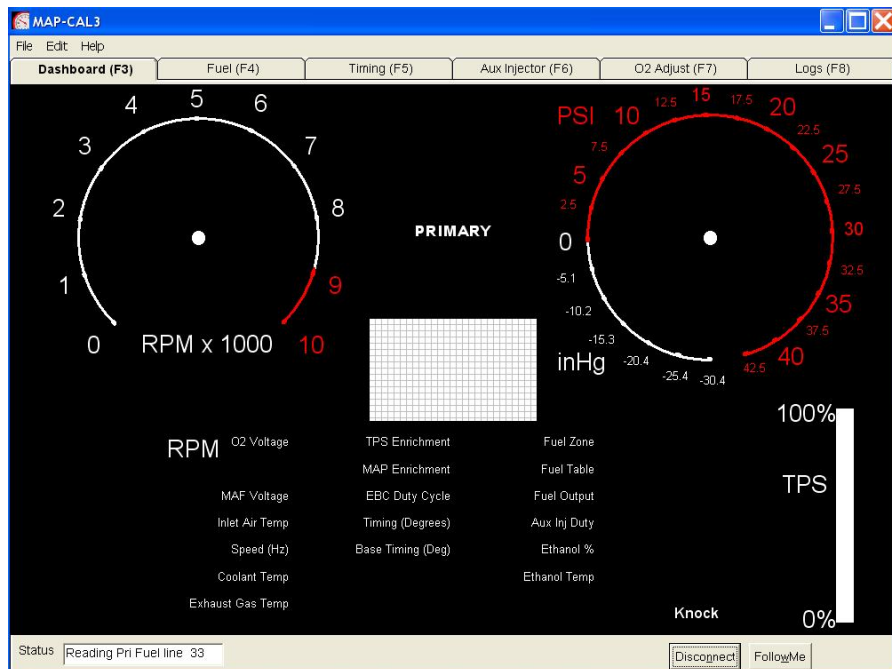 MAP-CAL3
File Edit Help
Dashboard (F3) Fuel (F4) Timing (F5) Aux Injector (F6) O2 Adjust (F7) Logs (F8)
0
1
2
3
4
5
6
7
8
9
10
RPM x 1000
PRIMARY
PSI
inHg
42.5
40
37.5
35
32.5
30
27.5
25
22.5
20
17.5
15
12.5
10
7.5
5
2.5
0
-5.1
-10.2
-15.3
-20.4
-25.4
-30.4
RPM
O2 Voltage
MAF Voltage
Inlet Air Temp
Speed (Hz)
Coolant Temp
Exhaust Gas Temp
TPS Enrichment
MAP Enrichment
EBC Duty Cycle
Timing (Degrees)
Base Timing (Deg)
Fuel Zone
Fuel Table
Fuel Output
Aux Inj Duty
Ethanol %
Ethanol Temp
100%
TPS
0%
Knock
Status Reading Pri Fuel line 33
Disconnect FollowMe